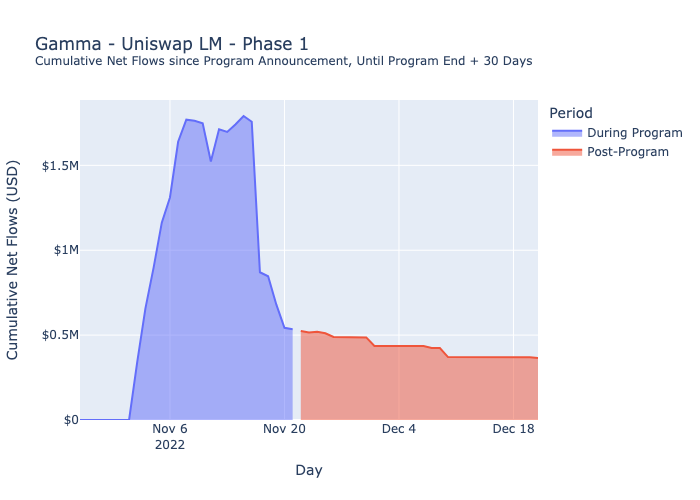 Gamma - Uniswap LM - Phase 1
Cumulative Net Flows since Program Announcement, Until Program End + 30 Days
Period
During Program
Post-Program
Cumulative Net Flows (USD)
$1.5M
$1M
$0.5M
$0
Nov 6
2022
Nov 20
Dec 4
Dec 18
Day